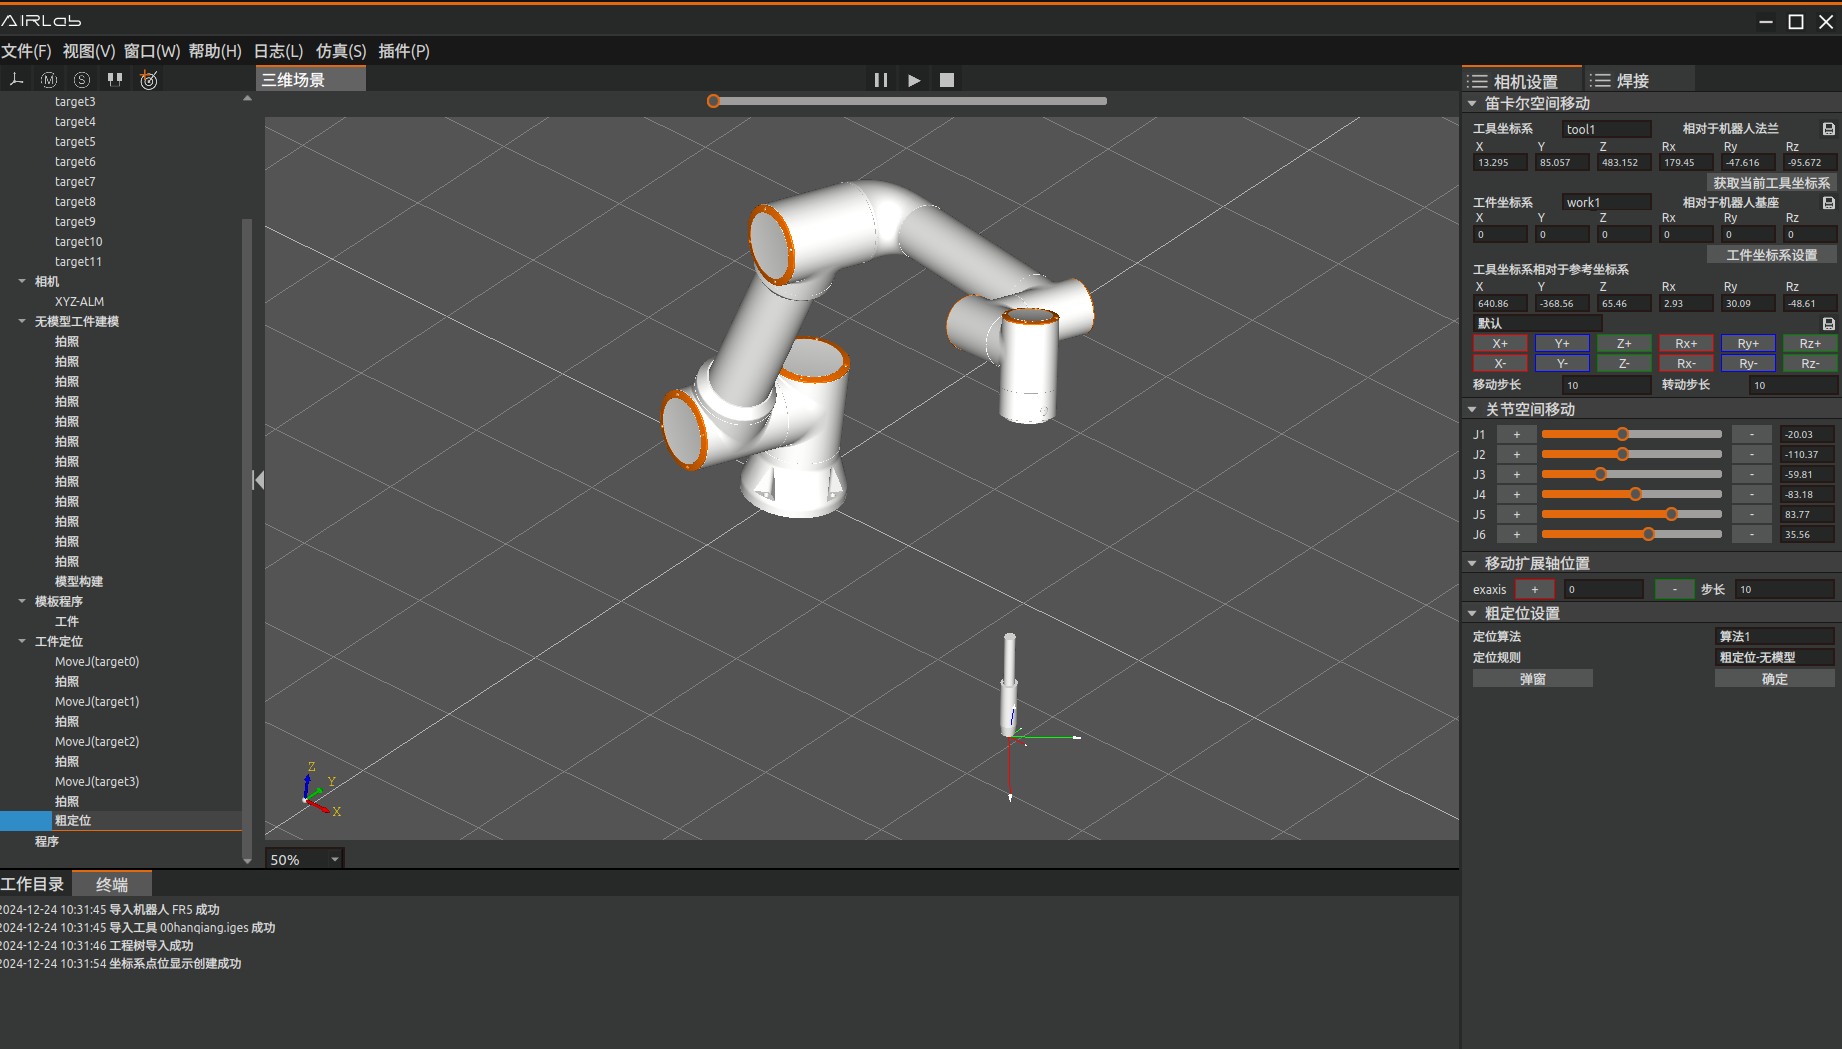 AIRLab
文件(F) 视图(V) 窗口(W) 帮助(H) 日志(L) 仿真(S) 插件(P)
M S
target3
target4
target5
target6
target7
target8
target9
target10
target11
相机
XYZ-ALM
无模型工件建模
拍照
拍照
拍照
拍照
拍照
拍照
拍照
拍照
拍照
拍照
拍照
拍照
模型构建
模板程序
工件
工件定位
MoveJ(target0)
拍照
MoveJ(target1)
拍照
MoveJ(target2)
拍照
MoveJ(target3)
拍照
粗定位
程序
三维场景
Z
Y
X
50%
工作目录 终端
2024-12-24 10:31:45 导入机器人 FR5 成功
2024-12-24 10:31:45 导入工具 00hanqiang.iges 成功
2024-12-24 10:31:46 工程树导入成功
2024-12-24 10:31:54 坐标系点位显示创建成功
相机设置 焊接
笛卡尔空间移动
工具坐标系 tool1 相对于机器人法兰
X Y Z Rx Ry Rz
13.295 85.057 483.152 179.45 -47.616 -95.672
获取当前工具坐标系
工件坐标系 work1 相对于机器人基座
X Y Z Rx Ry Rz
0 0 0 0 0 0
工件坐标系设置
工具坐标系相对于参考坐标系
X Y Z Rx Ry Rz
640.86 -368.56 65.46 2.93 30.09 -48.61
默认
X+ Y+ Z+ Rx+ Ry+ Rz+
X- Y- Z- Rx- Ry- Rz-
移动步长 10 转动步长 10
关节空间移动
J1 + - -20.03
J2 + - -110.37
J3 + - -59.81
J4 + - -83.18
J5 + - 83.77
J6 + - 35.56
移动扩展轴位置
exaxis + 0 - 步长 10
粗定位设置
定位算法 算法1
定位规则 粗定位-无模型
弹窗 确定